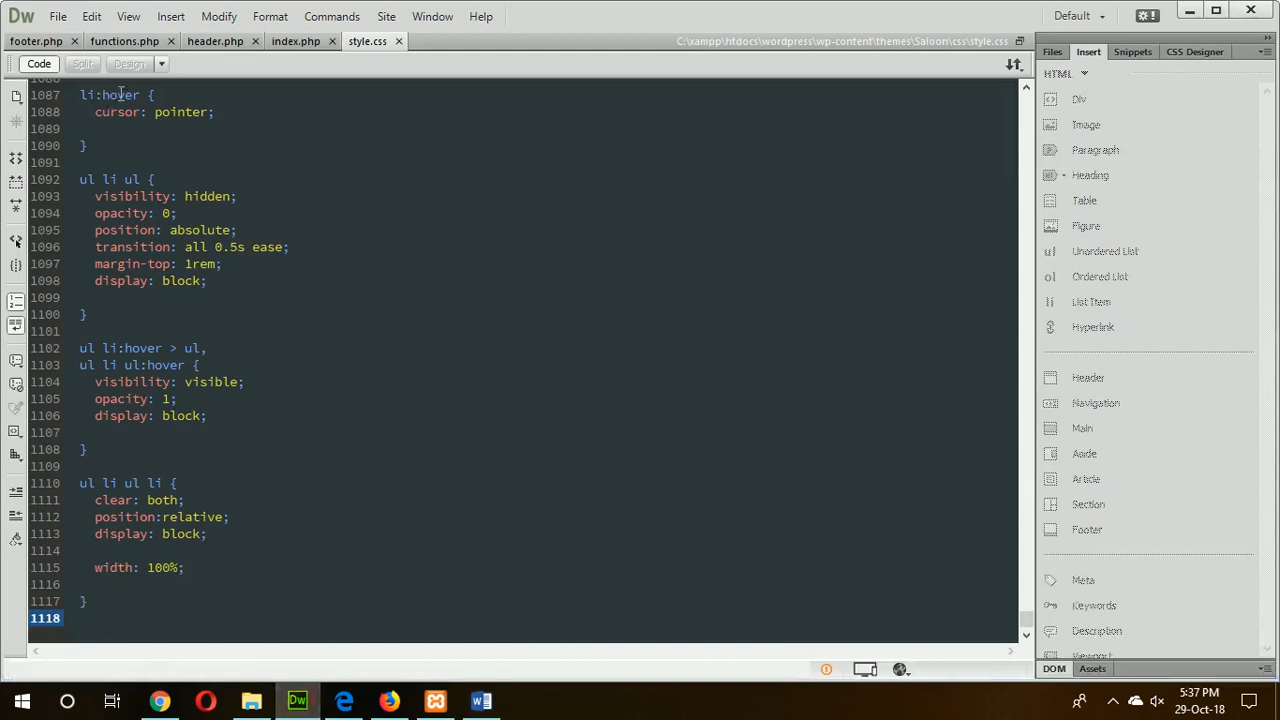 Dw File Edit View Insert Modify Format Commands Site Window Help Default
footer.php functions.php header.php index.php style.css C:\xampp\htdocs\wordpress\wp-content\themes\Saloon\css\style.css
Files Insert Snippets CSS Designer
Code Split Design
HTML
1086
1087 li:hover {
1088 cursor: pointer;
1089
1090 }
1091
1092 ul li ul {
1093 visibility: hidden;
1094 opacity: 0;
1095 position: absolute;
1096 transition: all 0.5s ease;
1097 margin-top: 1rem;
1098 display: block;
1099
1100 }
1101
1102 ul li:hover > ul,
1103 ul li ul:hover {
1104 visibility: visible;
1105 opacity: 1;
1106 display: block;
1107
1108 }
1109
1110 ul li ul li {
1111 clear: both;
1112 position:relative;
1113 display: block;
1114
1115 width: 100%;
1116
1117 }
1118
Div
Image
Paragraph
Heading
Table
Figure
ul Unordered List
ol Ordered List
li List Item
Hyperlink
Header
Navigation
Main
Aside
Article
Section
Footer
Meta
Keywords
Description
Viewport
DOM Assets
Dw
5:37 PM
29-Oct-18